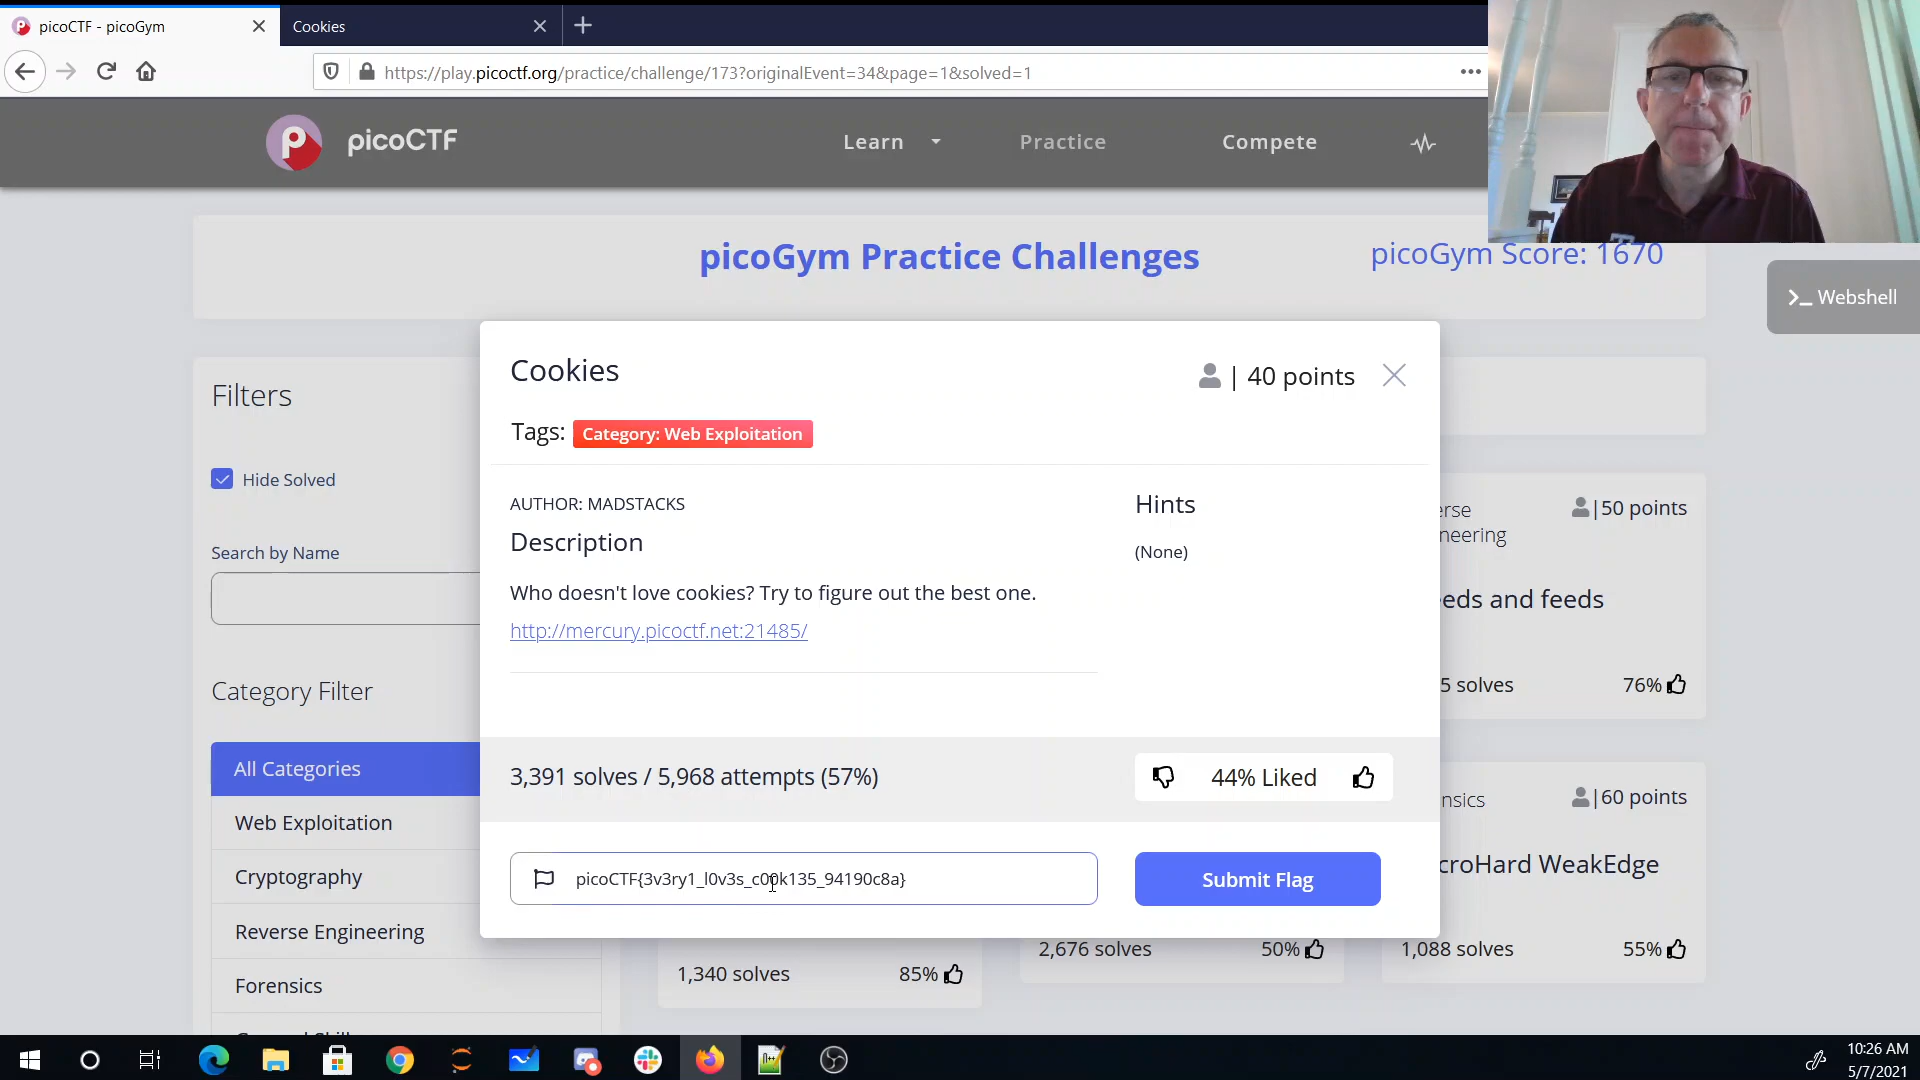 picoCTF - picoGym
Cookies
https://play.picoctf.org/practice/challenge/173?originalEvent=34&page=1&solved=1
picoCTF
Learn
Practice
Compete
picoGym Practice Challenges
picoGym Score: 1670
Webshell
Filters
Hide Solved
Search by Name
Category Filter
All Categories
Web Exploitation
Cryptography
Reverse Engineering
Forensics
Cookies
| 40 points
Tags: Category: Web Exploitation
AUTHOR: MADSTACKS
Description
Who doesn't love cookies? Try to figure out the best one.
http://mercury.picoctf.net:21485/
Hints
(None)
3,391 solves / 5,968 attempts (57%)
44% Liked
picoCTF{3v3ry1_l0v3s_c00k135_94190c8a}
Submit Flag
erse
neering
|50 points
eds and feeds
5 solves
76%
nsics
|60 points
croHard WeakEdge
1,340 solves
85%
2,676 solves
50%
1,088 solves
55%
10:26 AM
5/7/2021